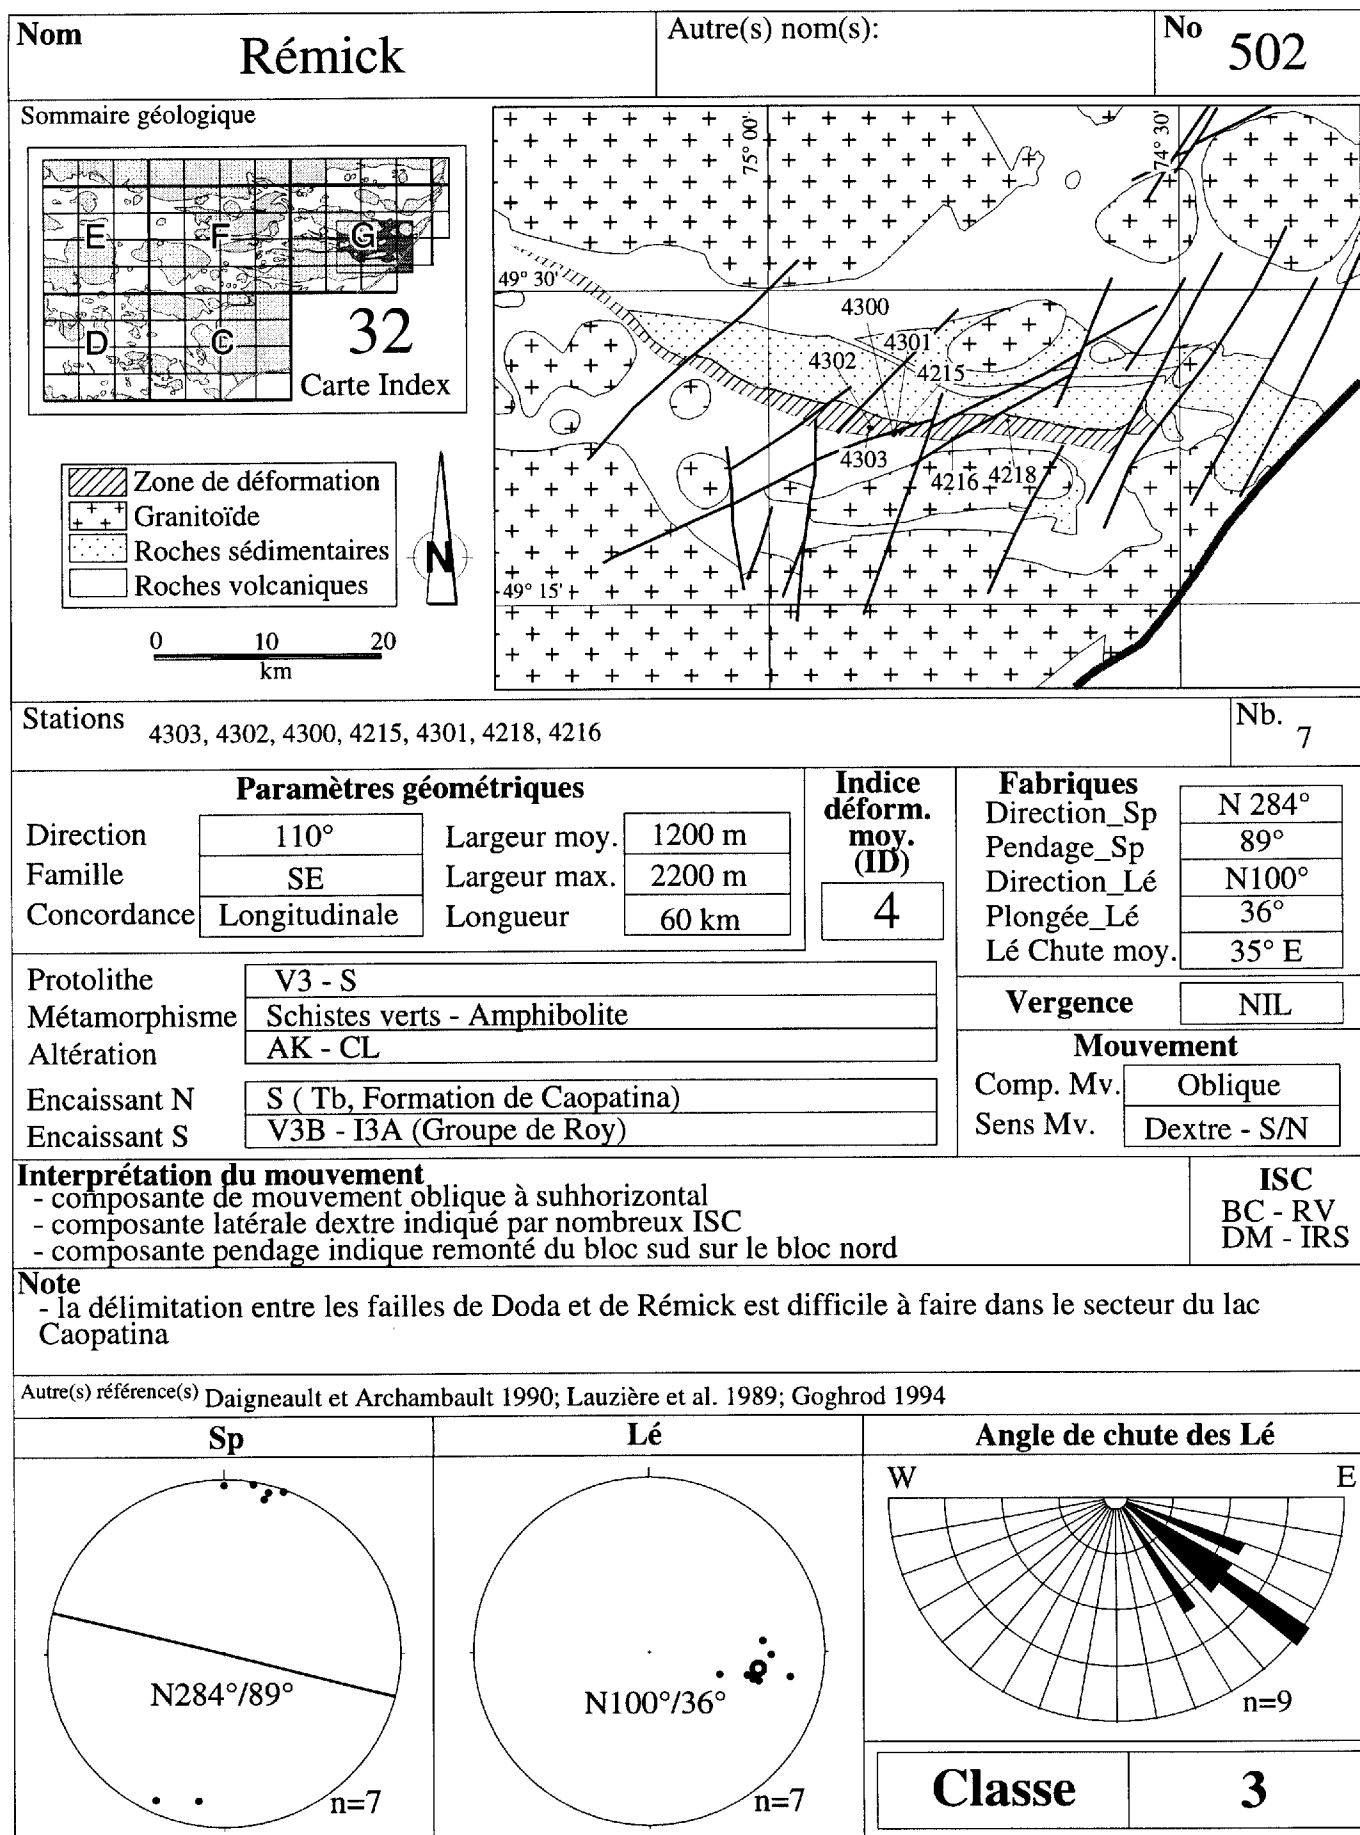 Nom
Rémick
Autre(s) nom(s):
No
502
Sommaire géologique
E
F
G
D
C
32
Carte Index
Zone de déformation
Granitoïde
Roches sédimentaires
Roches volcaniques
N
0 10 20
km
75° 00'
74° 30'
49° 30'
49° 15'
4300
4301
4302
4215
4303
4216
4218
Stations 4303, 4302, 4300, 4215, 4301, 4218, 4216
Nb. 7
Paramètres géométriques
Direction 110°
Famille SE
Concordance Longitudinale
Largeur moy. 1200 m
Largeur max. 2200 m
Longueur 60 km
Indice
déform.
moy.
(ID)
4
Fabriques
Direction_Sp N 284°
Pendage_Sp 89°
Direction_Lé N100°
Plongée_Lé 36°
Lé Chute moy. 35° E
Protolithe V3 - S
Métamorphisme Schistes verts - Amphibolite
Altération AK - CL
Encaissant N S ( Tb, Formation de Caopatina)
Encaissant S V3B - I3A (Groupe de Roy)
Vergence NIL
Mouvement
Comp. Mv. Oblique
Sens Mv. Dextre - S/N
Interprétation du mouvement
- composante de mouvement oblique à suhhorizontal
- composante latérale dextre indiqué par nombreux ISC
- composante pendage indique remonté du bloc sud sur le bloc nord
ISC
BC - RV
DM - IRS
Note
- la délimitation entre les failles de Doda et de Rémick est difficile à faire dans le secteur du lac
Caopatina
Autre(s) référence(s) Daigneault et Archambault 1990; Lauzière et al. 1989; Goghrod 1994
Sp
N284°/89°
n=7
Lé
N100°/36°
n=7
Angle de chute des Lé
W E
n=9
Classe 3